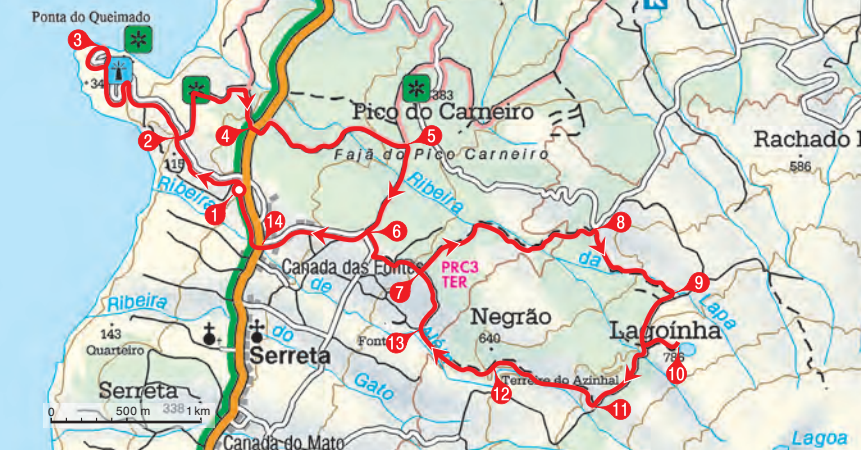 Ponta do Queimado
3
34
383
Pico do Carneiro
4
5
2
115
Fajã do Pico Carneiro
Rachado
586
Ribeira
Ribeira
1
14
6
8
Canada das Fontes
7
PRC3
TER
da
9
Lapa
de
Ribeira
do
Negrão
640
Lagoínha
786
10
143
Quarteiro
Serreta
Font
13
Gato
12
Terreiro do Azinhal
11
Serreta
338
0 500 m 1 km
Canada do Mato
Lagoa